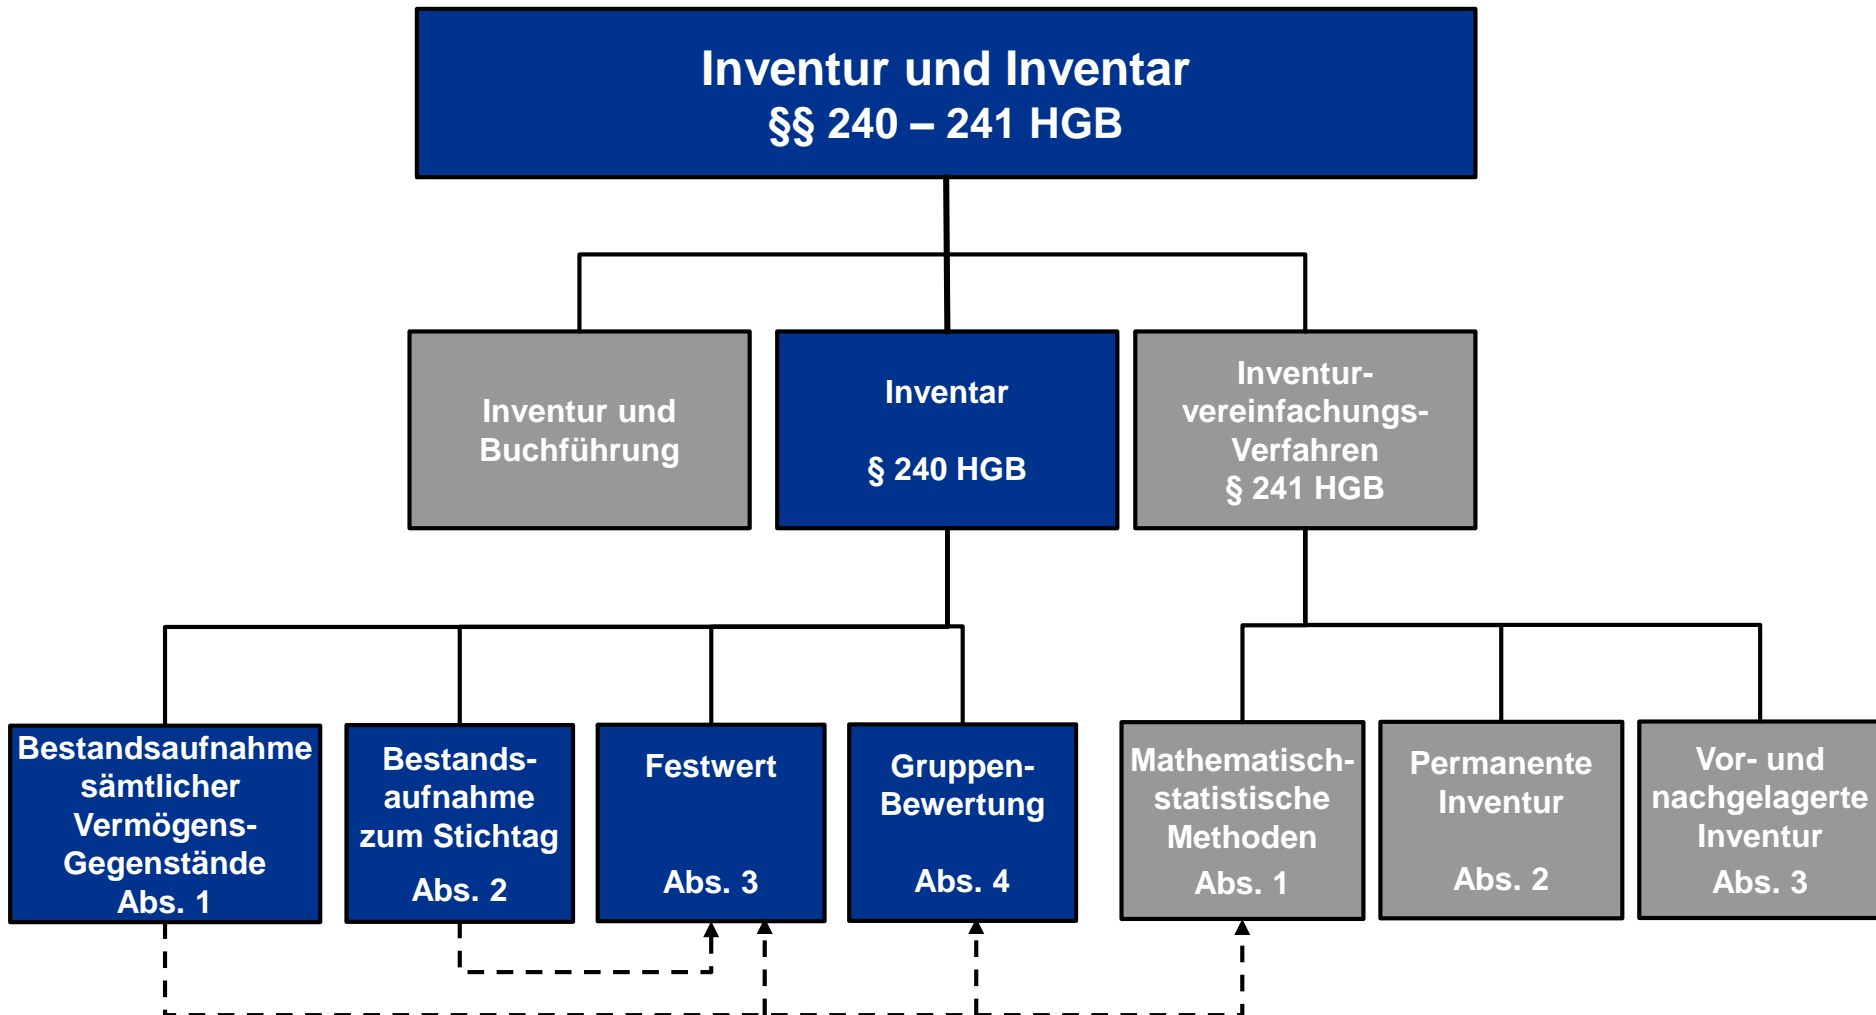 Inventur und Inventar
§§ 240 – 241 HGB
Inventur und
Buchführung
Inventar
§ 240 HGB
Inventur-
vereinfachungs-
Verfahren
§ 241 HGB
Bestandsaufnahme
sämtlicher
Vermögens-
Gegenstände
Abs. 1
Bestands-
aufnahme
zum Stichtag
Abs. 2
Festwert
Abs. 3
Gruppen-
Bewertung
Abs. 4
Mathematisch-
statistische
Methoden
Abs. 1
Permanente
Inventur
Abs. 2
Vor- und
nachgelagerte
Inventur
Abs. 3